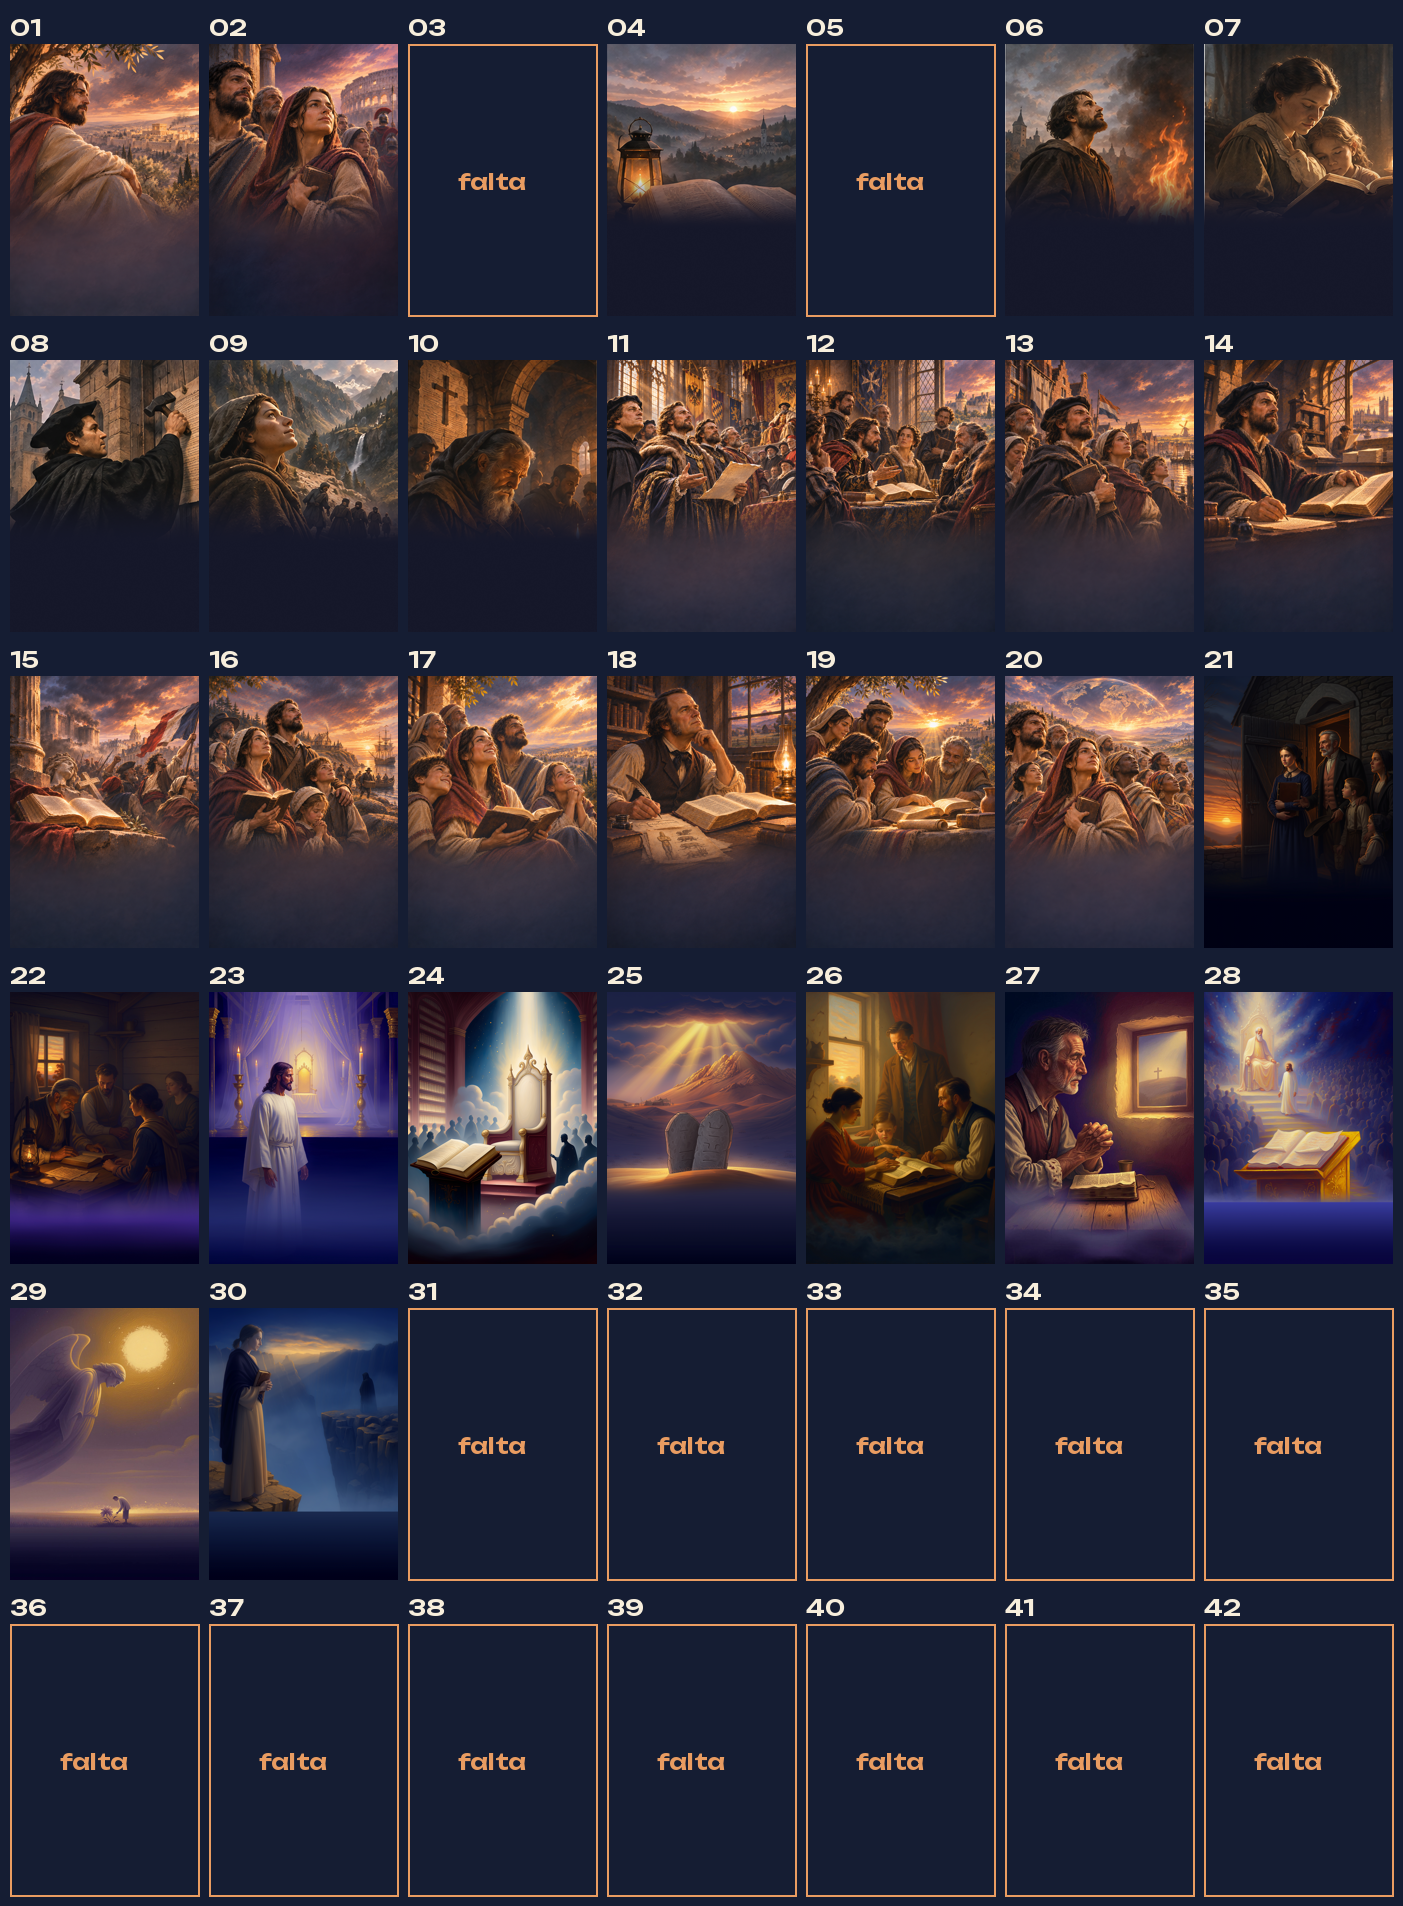 01 02 03 04 05 06 07
falta falta
08 09 10 11 12 13 14
15 16 17 18 19 20 21
22 23 24 25 26 27 28
29 30 31 32 33 34 35
falta falta falta falta falta
36 37 38 39 40 41 42
falta falta falta falta falta falta falta